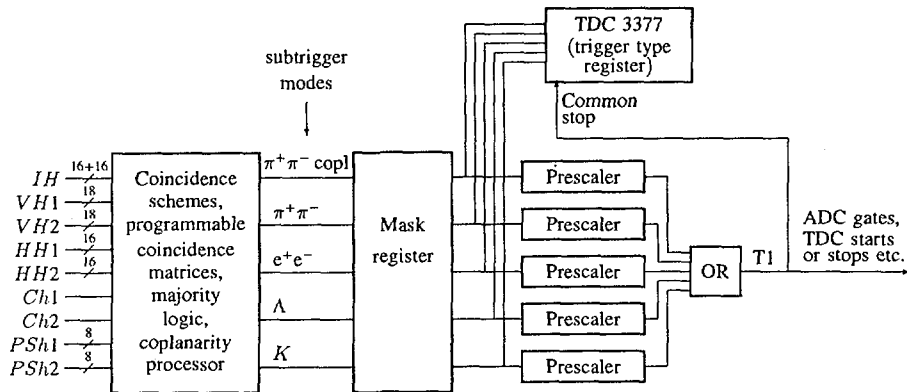 TDC 3377
(trigger type
register)
subtrigger
modes
Common
stop
16+16
IH
18
VH1
18
VH2
16
HH1
16
HH2
Ch1
Ch2
8
PSh1
8
PSh2
Coincidence
schemes,
programmable
coincidence
matrices,
majority
logic,
coplanarity
processor
π+π− copl
π+π−
e+e−
Λ
K
Mask
register
Prescaler
Prescaler
Prescaler
Prescaler
Prescaler
OR
T1
ADC gates,
TDC starts
or stops etc.